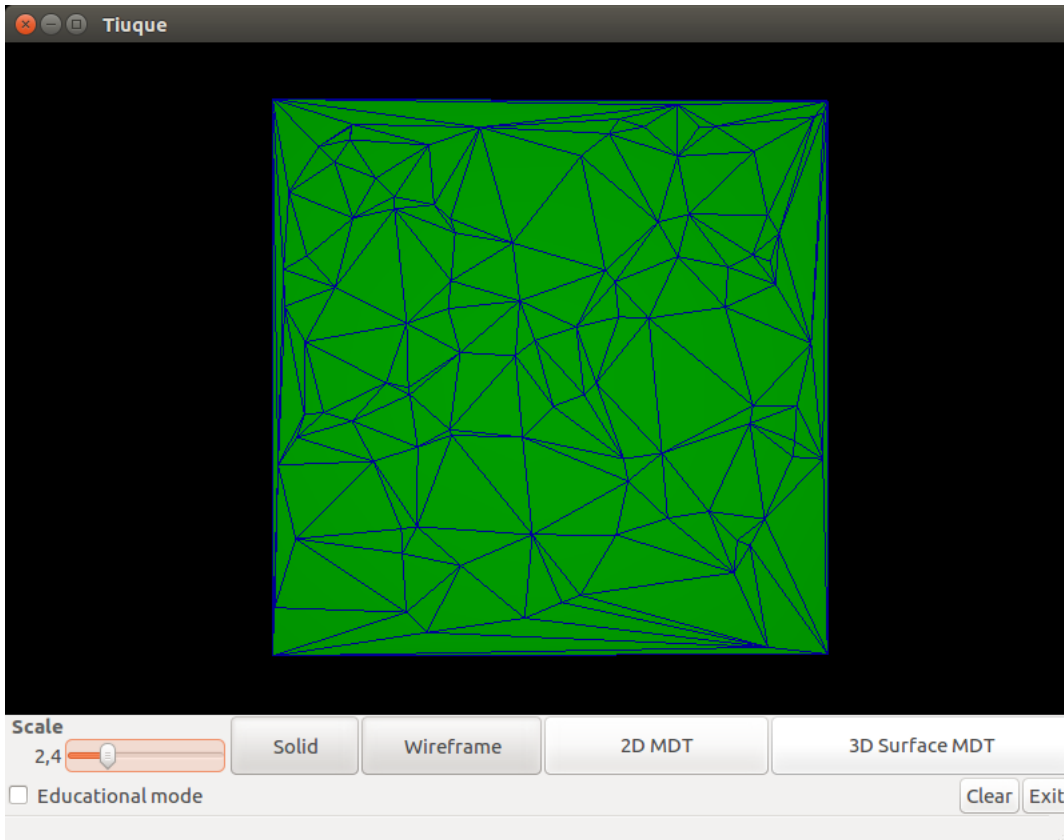 Tiuque
Scale
2,4
Solid
Wireframe
2D MDT
3D Surface MDT
Educational mode
Clear
Exit